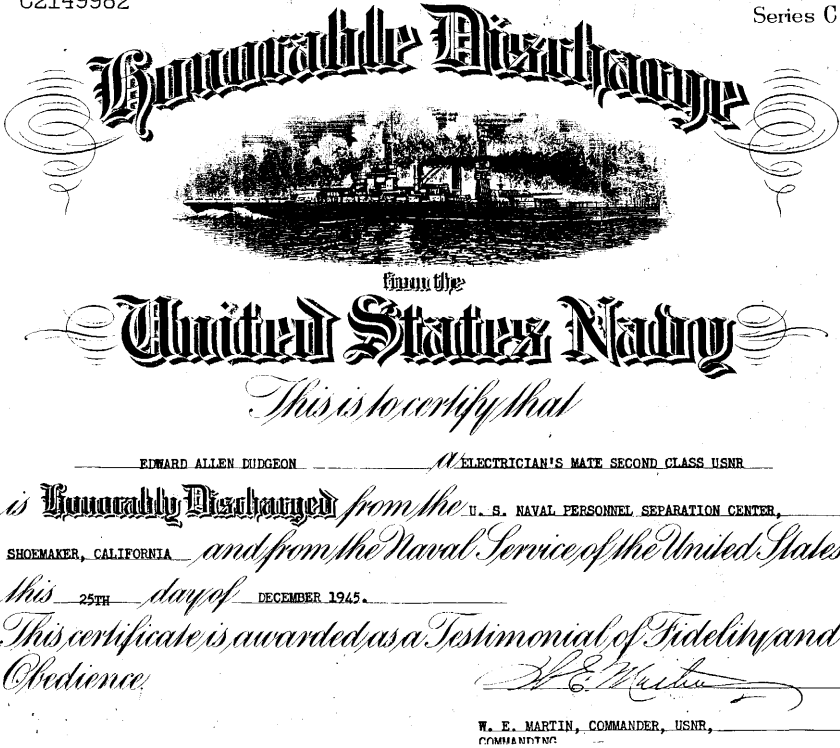 C2149982
Series C
Honorable Discharge
from the
United States Navy
This is to certify that
EDWARD ALLEN DUDGEON a ELECTRICIAN'S MATE SECOND CLASS USNR
is Honorably Discharged from the U. S. NAVAL PERSONNEL SEPARATION CENTER,
SHOEMAKER, CALIFORNIA and from the Naval Service of the United States
this 25TH day of DECEMBER 1945.
This certificate is awarded as a Testimonial of Fidelity and
Obedience.
W. E. Martin
W. E. MARTIN, COMMANDER, USNR,
COMMANDING